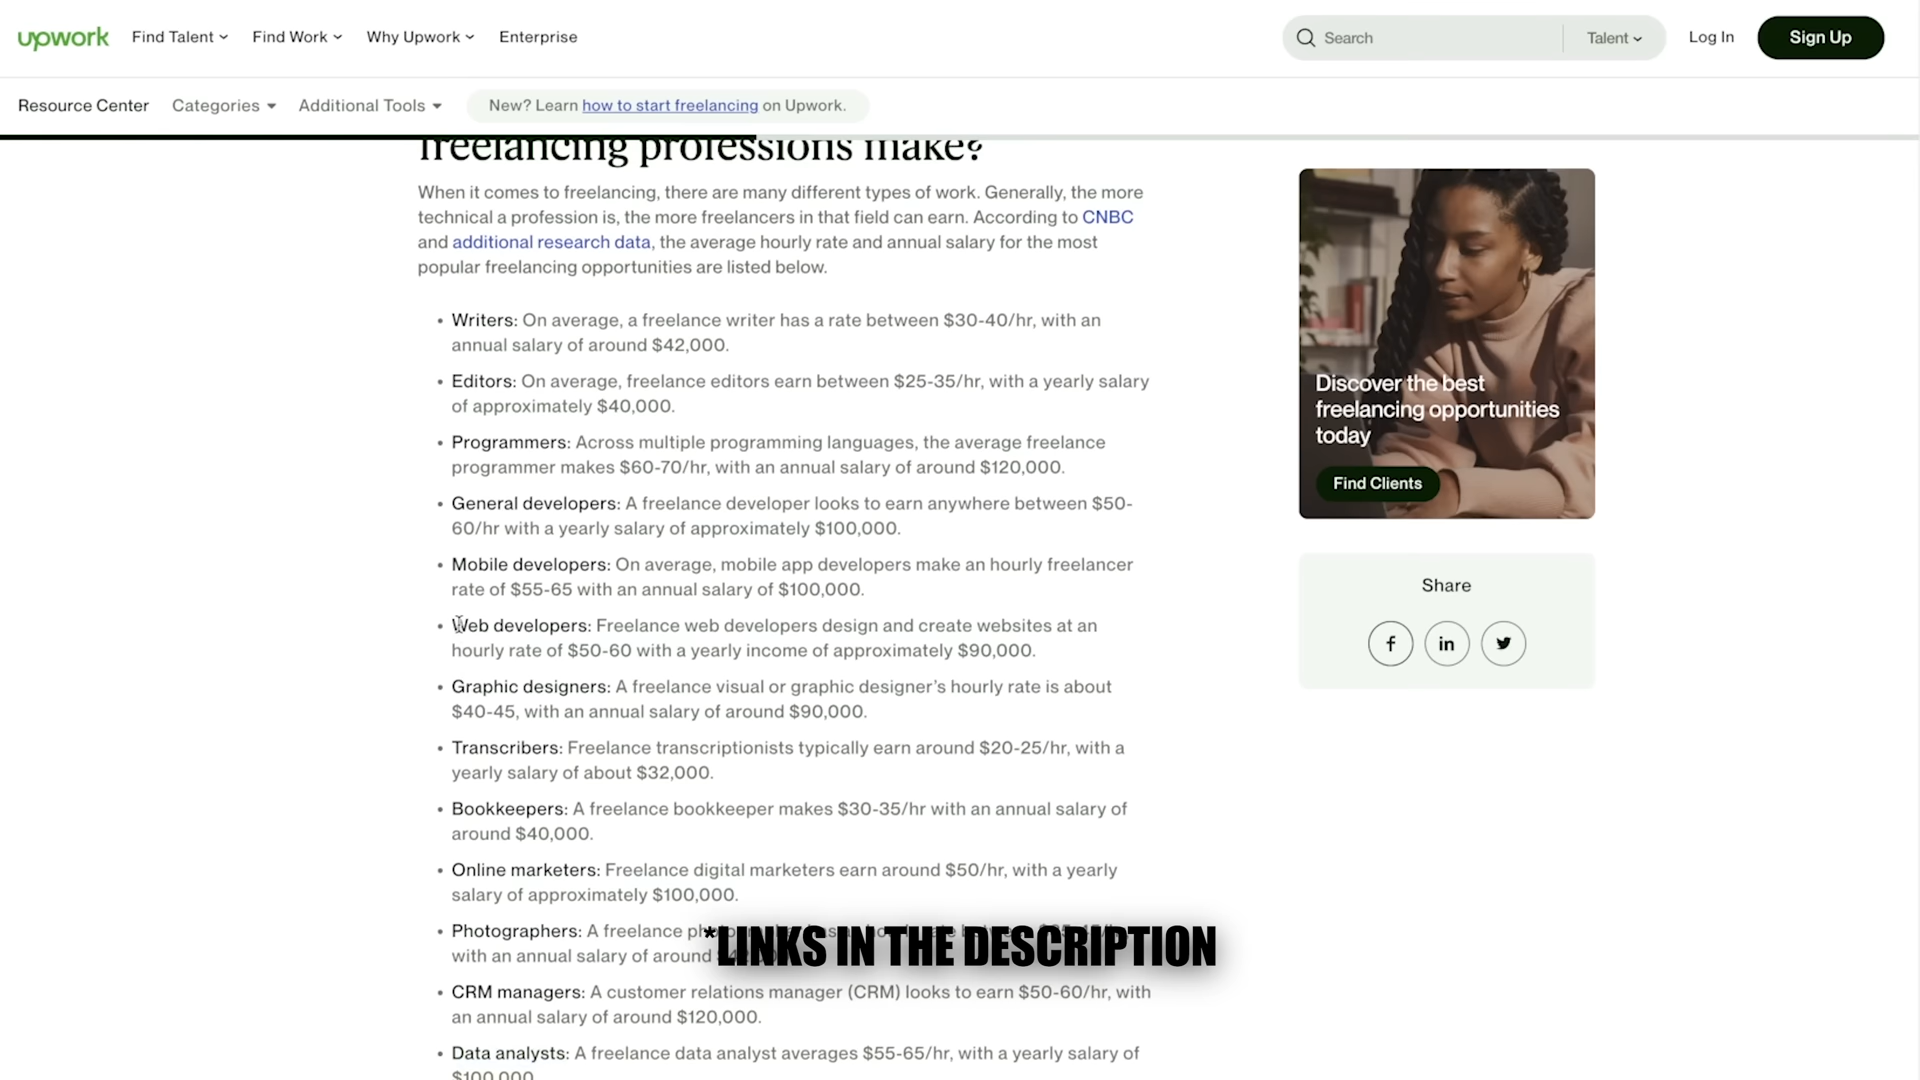 upwork Find Talent Find Work Why Upwork Enterprise Search Talent Log In Sign Up
Resource Center Categories Additional Tools New? Learn how to start freelancing on Upwork.
freelancing professions make?
When it comes to freelancing, there are many different types of work. Generally, the more
technical a profession is, the more freelancers in that field can earn. According to CNBC
and additional research data, the average hourly rate and annual salary for the most
popular freelancing opportunities are listed below.
• Writers: On average, a freelance writer has a rate between $30-40/hr, with an
annual salary of around $42,000.
• Editors: On average, freelance editors earn between $25-35/hr, with a yearly salary
of approximately $40,000.
• Programmers: Across multiple programming languages, the average freelance
programmer makes $60-70/hr, with an annual salary of around $120,000.
• General developers: A freelance developer looks to earn anywhere between $50-
60/hr with a yearly salary of approximately $100,000.
• Mobile developers: On average, mobile app developers make an hourly freelancer
rate of $55-65 with an annual salary of $100,000.
• Web developers: Freelance web developers design and create websites at an
hourly rate of $50-60 with a yearly income of approximately $90,000.
• Graphic designers: A freelance visual or graphic designer’s hourly rate is about
$40-45, with an annual salary of around $90,000.
• Transcribers: Freelance transcriptionists typically earn around $20-25/hr, with a
yearly salary of about $32,000.
• Bookkeepers: A freelance bookkeeper makes $30-35/hr with an annual salary of
around $40,000.
• Online marketers: Freelance digital marketers earn around $50/hr, with a yearly
salary of approximately $100,000.
• Photographers: A freelance
with an annual salary of around
*LINKS IN THE DESCRIPTION
• CRM managers: A customer relations manager (CRM) looks to earn $50-60/hr, with
an annual salary of around $120,000.
• Data analysts: A freelance data analyst averages $55-65/hr, with a yearly salary of
$100,000
Discover the best
freelancing opportunities
today
Find Clients
Share